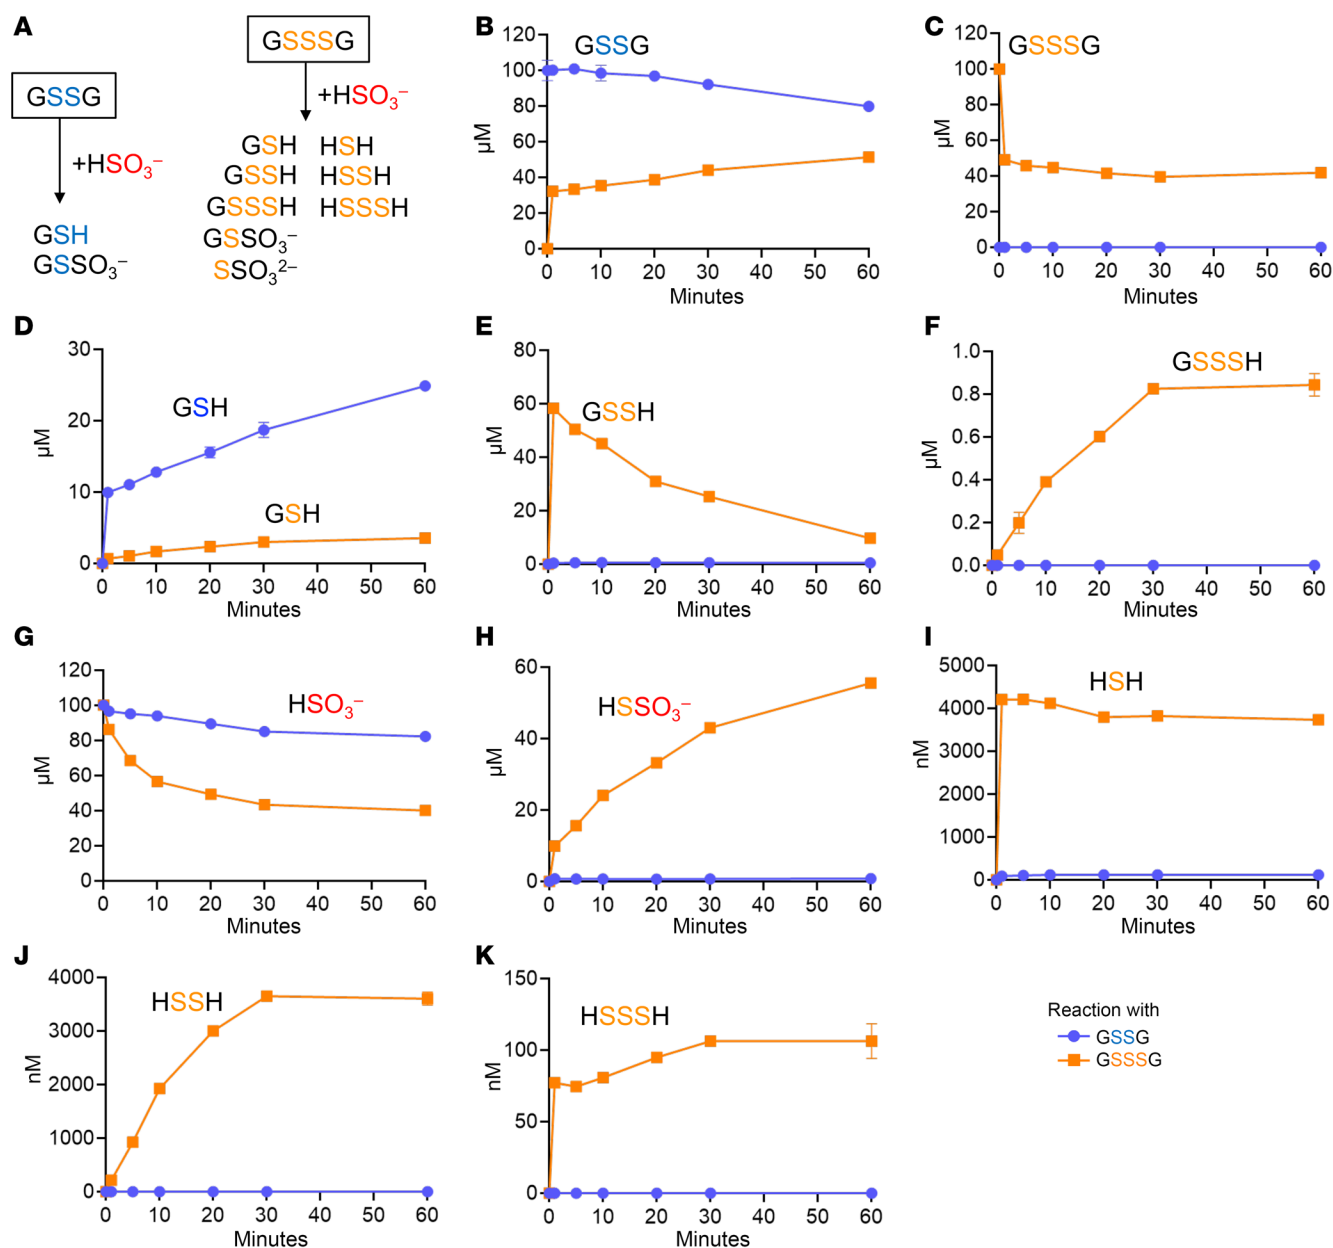 A
GSSG
+HSO₃⁻
GSH
GSSO₃⁻
GSSSG
+HSO₃⁻
GSH HSH
GSSH HSSH
GSSSH HSSSH
GSSO₃⁻
SSO₃²⁻
B
GSSG
µM
120
100
80
60
40
20
0
0 10 20 30 40 50 60
Minutes
C
GSSSG
µM
120
100
80
60
40
20
0
0 10 20 30 40 50 60
Minutes
D
GSH
GSH
µM
30
20
10
0
0 10 20 30 40 50 60
Minutes
E
GSSH
µM
80
60
40
20
0
0 10 20 30 40 50 60
Minutes
F
GSSSH
µM
1.0
0.8
0.6
0.4
0.2
0.0
0 10 20 30 40 50 60
Minutes
G
HSO₃⁻
µM
120
100
80
60
40
20
0
0 10 20 30 40 50 60
Minutes
H
HSSO₃⁻
µM
60
40
20
0
0 10 20 30 40 50 60
Minutes
I
HSH
nM
5000
4000
3000
2000
1000
0
0 10 20 30 40 50 60
Minutes
J
HSSH
nM
4000
3000
2000
1000
0
0 10 20 30 40 50 60
Minutes
K
HSSSH
nM
150
100
50
0
0 10 20 30 40 50 60
Minutes
Reaction with
GSSG
GSSSG